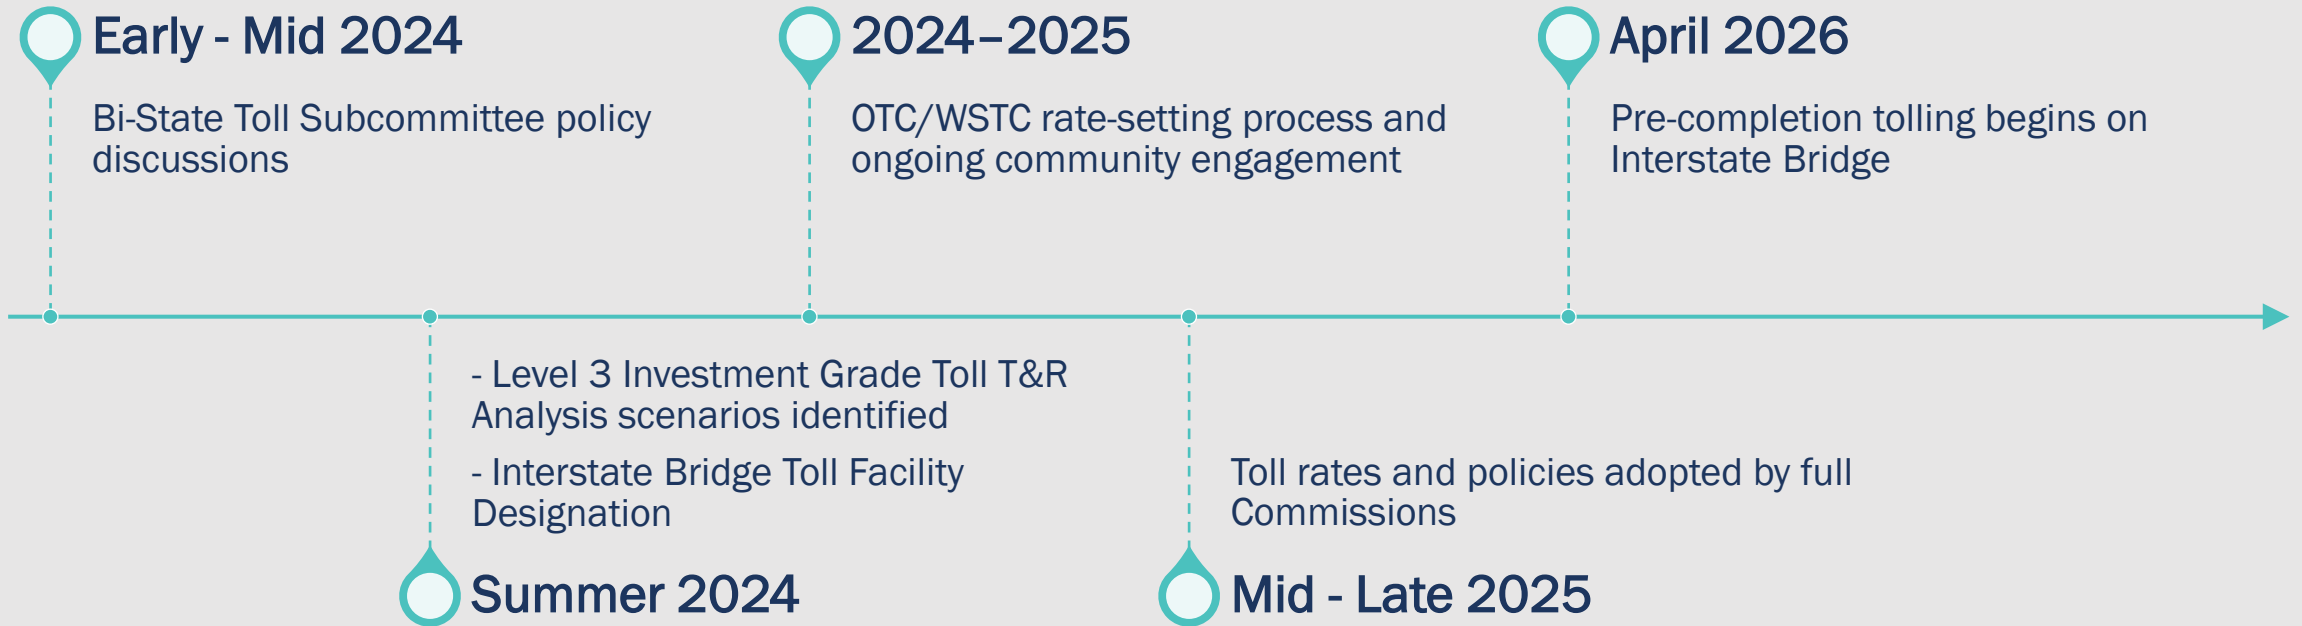 Early - Mid 2024
Bi-State Toll Subcommittee policy
discussions
2024–2025
OTC/WSTC rate-setting process and
ongoing community engagement
April 2026
Pre-completion tolling begins on
Interstate Bridge
- Level 3 Investment Grade Toll T&R
Analysis scenarios identified
- Interstate Bridge Toll Facility
Designation
Summer 2024
Toll rates and policies adopted by full
Commissions
Mid - Late 2025